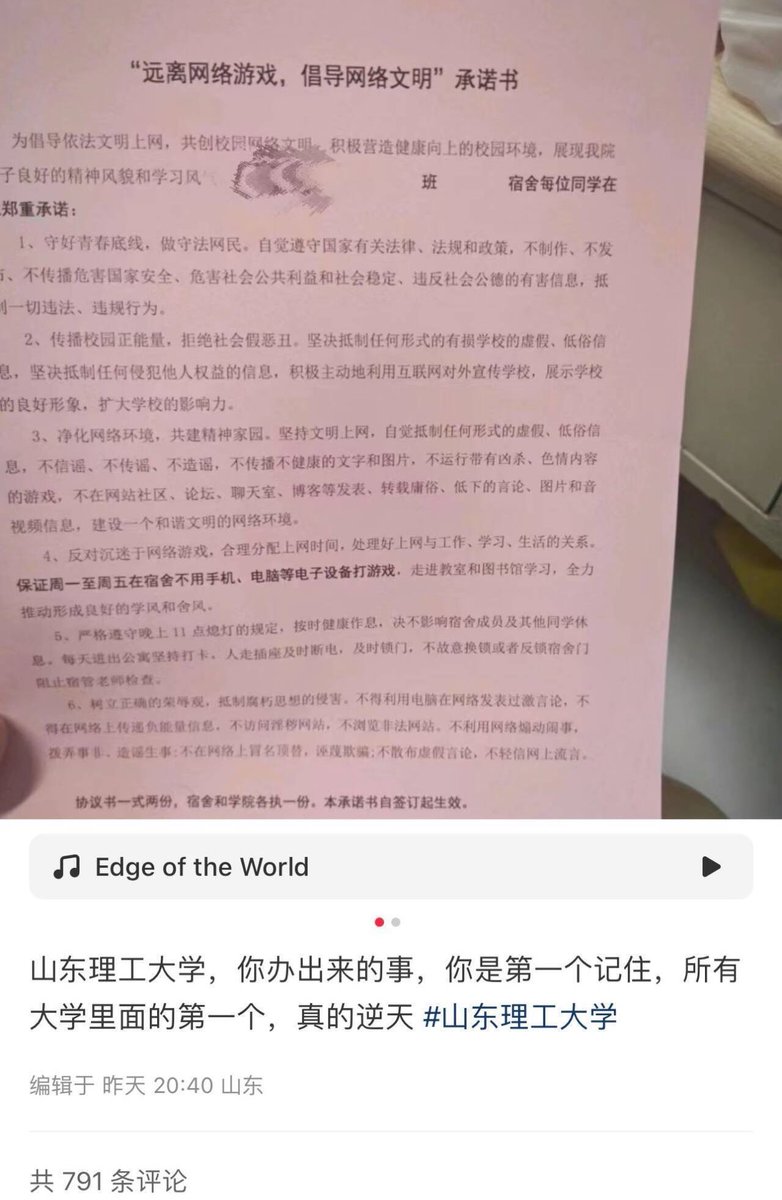 “远离网络游戏，倡导网络文明”承诺书
为倡导依法文明上网，共创校园网络文明，积极营造健康向上的校园环境，展现我院
子良好的精神风貌和学习风
班 宿舍每位同学在
郑重承诺：
1、守好青春底线，做守法网民。自觉遵守国家有关法律、法规和政策，不制作、不发
、不传播危害国家安全、危害社会公共利益和社会稳定、违反社会公德的有害信息，抵
一切违法、违规行为。
2、传播校园正能量，拒绝社会假恶丑。坚决抵制任何形式的有损学校的虚假、低俗信
息，坚决抵制任何侵犯他人权益的信息，积极主动地利用互联网对外宣传学校，展示学校
的良好形象，扩大学校的影响力。
3、净化网络环境，共建精神家园。坚持文明上网，自觉抵制任何形式的虚假、低俗信
息，不信谣、不传谣、不造谣，不传播不健康的文字和图片，不运行带有凶杀、色情内容
的游戏，不在网站社区、论坛、聊天室、博客等发表、转载庸俗、低下的言论、图片和音
视频信息，建设一个和谐文明的网络环境。
4、反对沉迷于网络游戏，合理分配上网时间，处理好上网与工作、学习、生活的关系。
保证周一至周五在宿舍不用手机、电脑等电子设备打游戏，走进教室和图书馆学习，全力
推动形成良好的学风和舍风。
5、严格遵守晚上11点熄灯的规定，按时健康作息，决不影响宿舍成员及其他同学休
息。每天进出公寓坚持打卡，人走插座及时断电，及时锁门，不故意换锁或者反锁宿舍门
阻止宿管老师检查。
6、树立正确的荣辱观，抵制腐朽思想的侵害。不得利用电脑在网络发表过激言论，不
得在网络上传递负能量信息，不访问淫秽网站，不浏览非法网站。不利用网络煽动闹事，
拨弄事非、造谣生事；不在网络上冒名顶替，诬蔑欺骗；不散布虚假言论，不轻信网上流言。
协议书一式两份，宿舍和学院各执一份。本承诺书自签订起生效。
Edge of the World
山东理工大学，你办出来的事，你是第一个记住，所有
大学里面的第一个，真的逆天 #山东理工大学
编辑于 昨天 20:40 山东
共 791 条评论